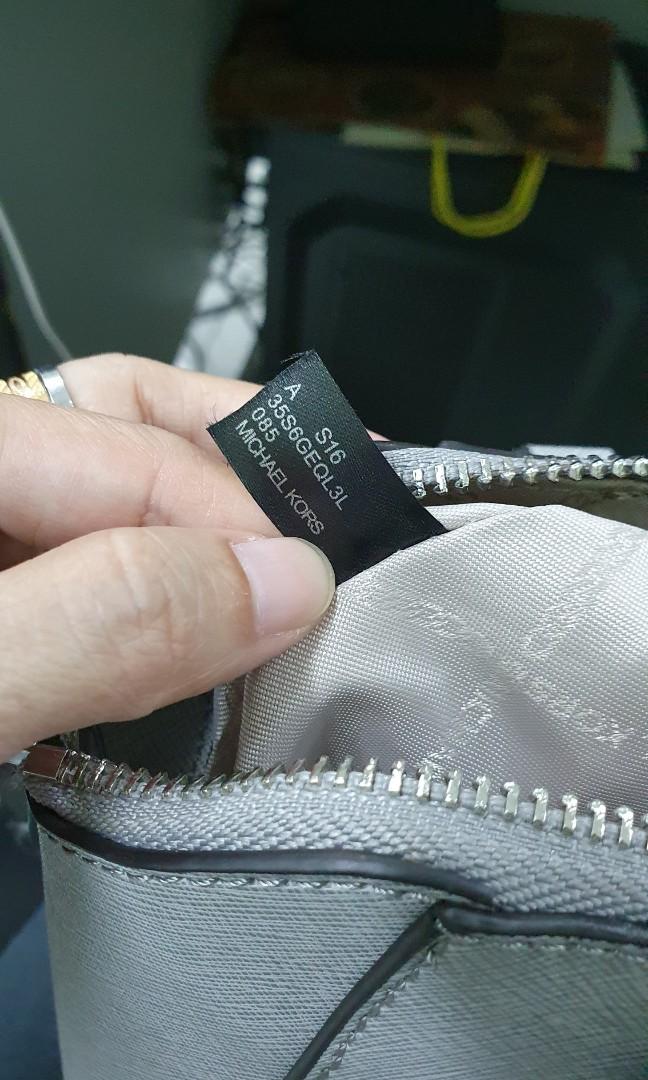 A S16
35S6GEQL3L
085
MICHAEL KORS